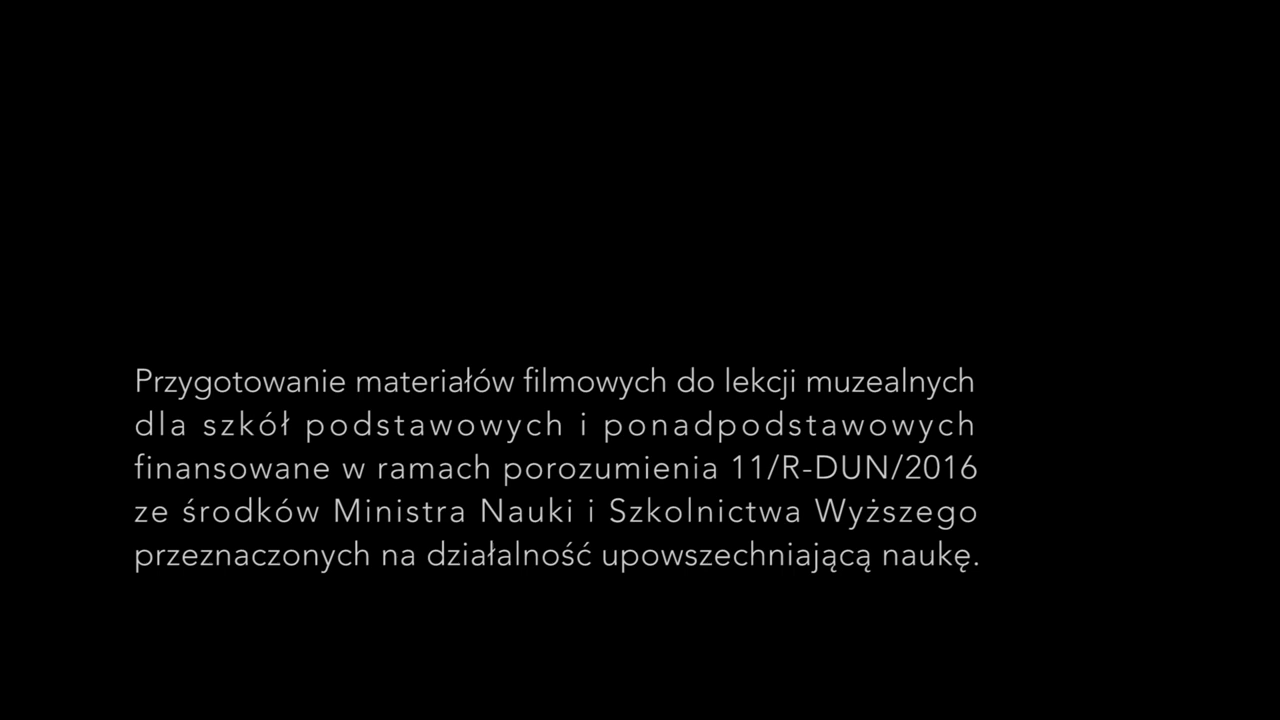 Przygotowanie materiałów filmowych do lekcji muzealnych
dla szkół podstawowych i ponadpodstawowych
finansowane w ramach porozumienia 11/R-DUN/2016
ze środków Ministra Nauki i Szkolnictwa Wyższego
przeznaczonych na działalność upowszechniającą naukę.